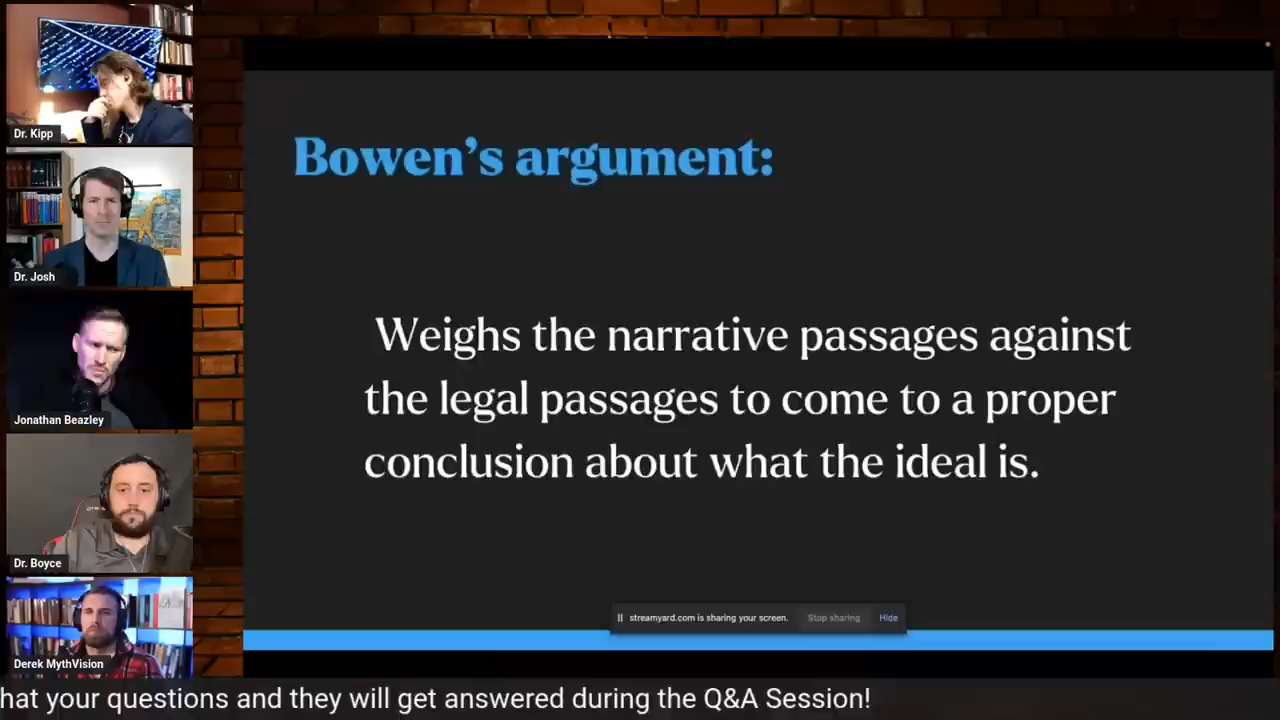 Dr. Kipp
Dr. Josh
Jonathan Beazley
Dr. Boyce
Derek MythVision
Bowen's argument:
Weighs the narrative passages against
the legal passages to come to a proper
conclusion about what the ideal is.
streamyard.com is sharing your screen. Stop sharing Hide
hat your questions and they will get answered during the Q&A Session!